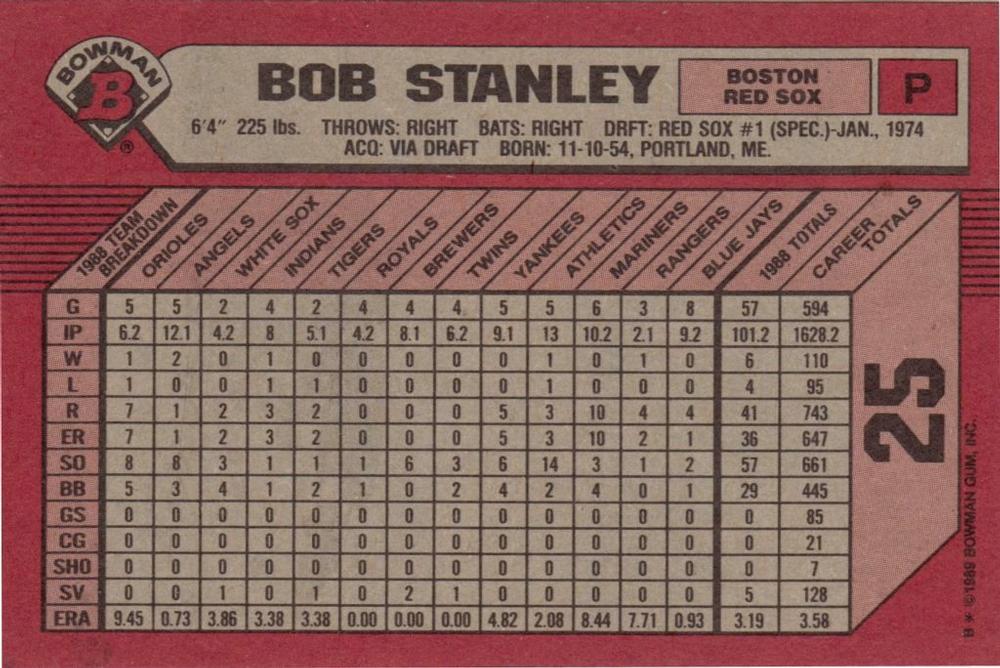 BOWMAN
B
®
BOB STANLEY
BOSTON
RED SOX
P
6'4" 225 lbs. THROWS: RIGHT BATS: RIGHT DRFT: RED SOX #1 (SPEC.)-JAN., 1974
ACQ: VIA DRAFT BORN: 11-10-54, PORTLAND, ME.
1988 TEAM BREAKDOWN ORIOLES ANGELS WHITE SOX INDIANS TIGERS ROYALS BREWERS TWINS YANKEES ATHLETICS MARINERS RANGERS BLUE JAYS 1988 TOTALS CAREER TOTALS
G 5 5 2 4 2 4 4 4 5 5 6 3 8 57 594
IP 6.2 12.1 4.2 8 5.1 4.2 8.1 6.2 9.1 13 10.2 2.1 9.2 101.2 1628.2
W 1 2 0 1 0 0 0 0 0 1 0 1 0 6 110
L 1 0 0 1 1 0 0 0 0 1 0 0 0 4 95
R 7 1 2 3 2 0 0 0 5 3 10 4 4 41 743
ER 7 1 2 3 2 0 0 0 5 3 10 2 1 36 647
SO 8 8 3 1 1 1 6 3 6 14 3 1 2 57 661
BB 5 3 4 1 2 1 0 2 4 2 4 0 1 29 445
GS 0 0 0 0 0 0 0 0 0 0 0 0 0 0 85
CG 0 0 0 0 0 0 0 0 0 0 0 0 0 0 21
SHO 0 0 0 0 0 0 0 0 0 0 0 0 0 0 7
SV 0 0 1 0 1 0 2 1 0 0 0 0 0 5 128
ERA 9.45 0.73 3.86 3.38 3.38 0.00 0.00 0.00 4.82 2.08 8.44 7.71 0.93 3.19 3.58
25
B * ©1989 BOWMAN GUM, INC.